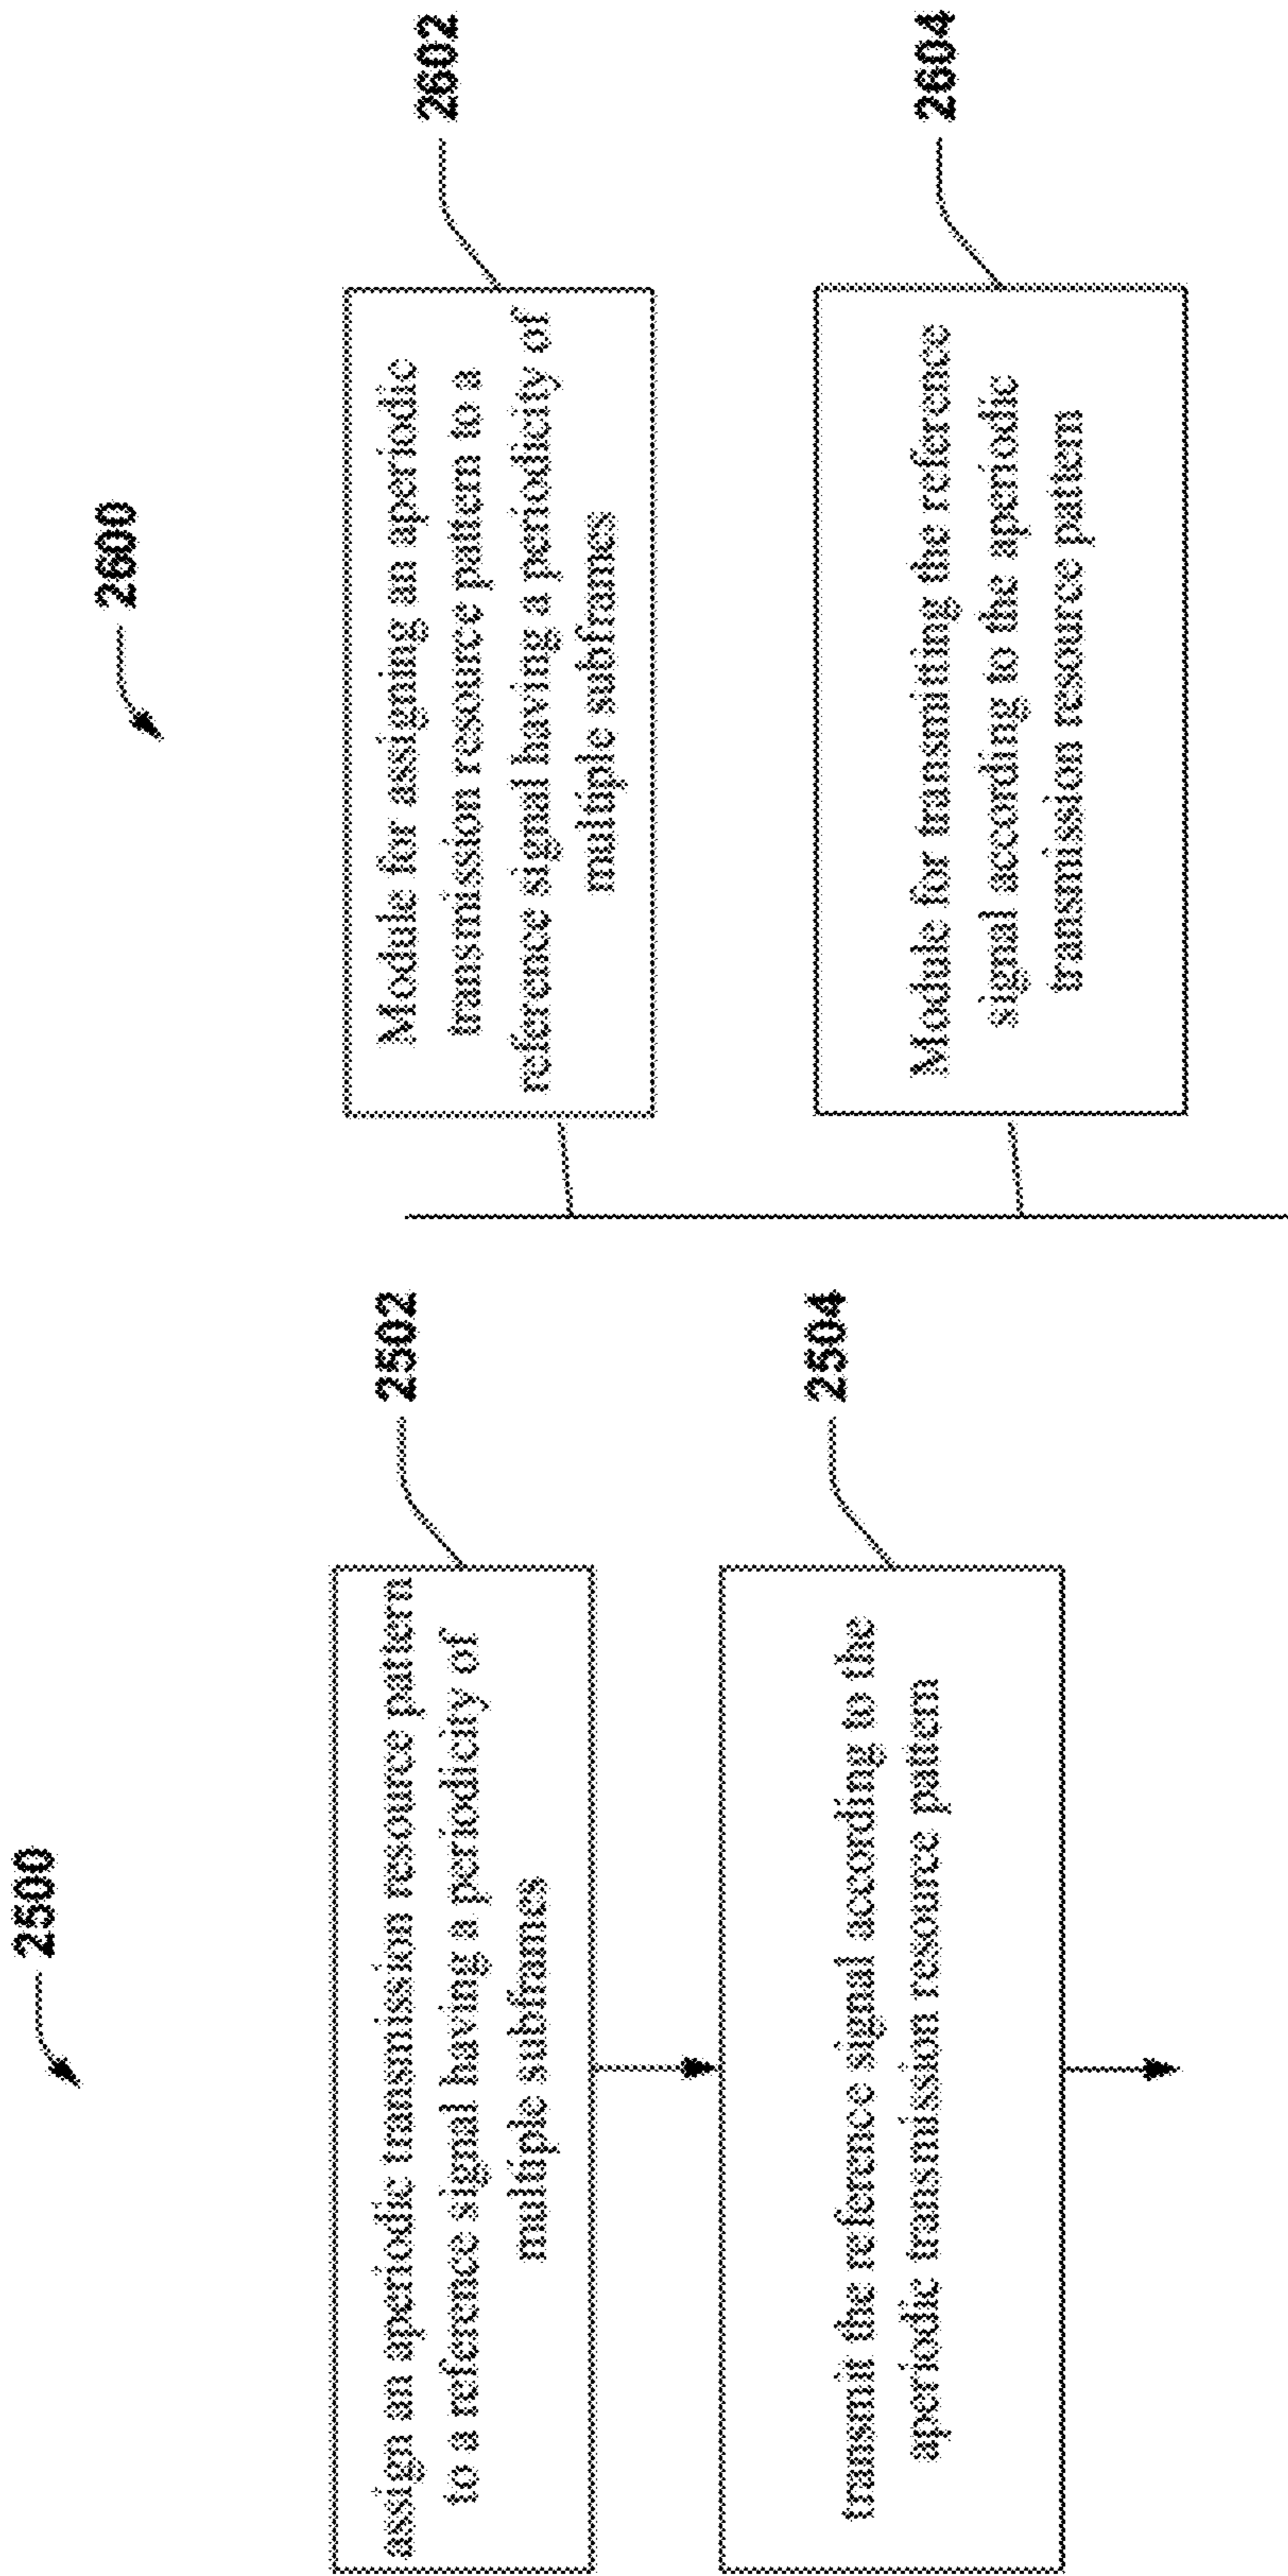 2500
assign an aperiodic transmission resource pattern
to a reference signal having a periodicity of
multiple subframes
2502
transmit the reference signal according to the
aperiodic transmission resource pattern
2504
2600
Module for assigning an aperiodic
transmission resource pattern to a
reference signal having a periodicity of
multiple subframes
2602
Module for transmitting the reference
signal according to the aperiodic
transmission resource pattern
2604